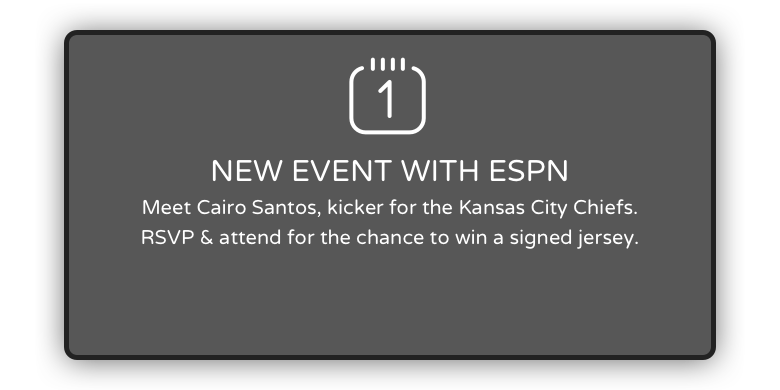 1
NEW EVENT WITH ESPN
Meet Cairo Santos, kicker for the Kansas City Chiefs.
RSVP & attend for the chance to win a signed jersey.